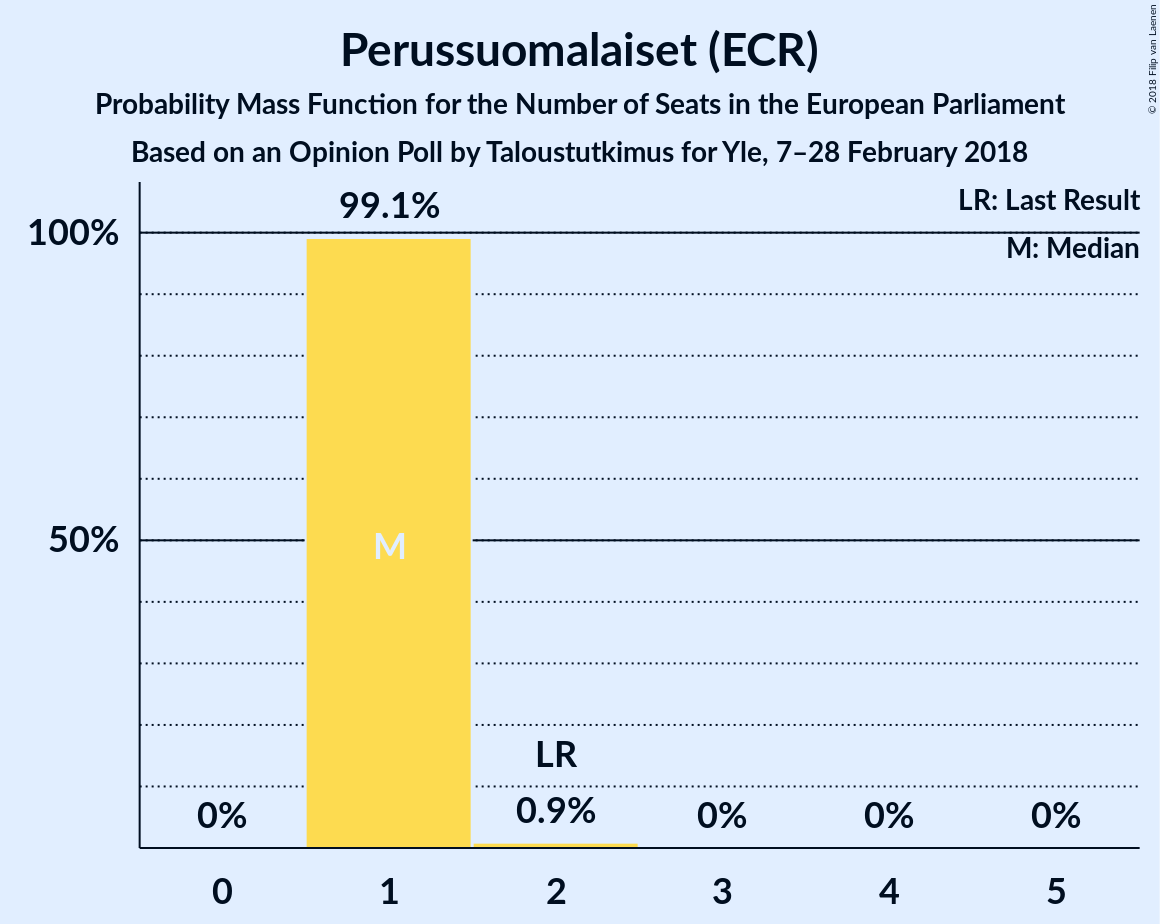 Perussuomalaiset (ECR)
Probability Mass Function for the Number of Seats in the European Parliament
Based on an Opinion Poll by Taloustutkimus for Yle, 7–28 February 2018
© 2018 Filip van Laenen
LR: Last Result
M: Median
100%
50%
99.1%
M
LR
0%
0.9%
0%
0%
0%
0
1
2
3
4
5